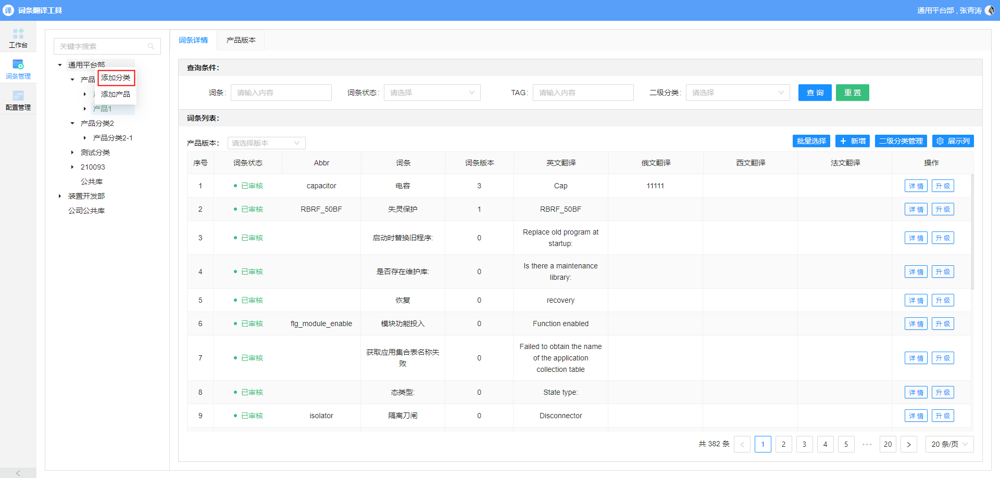 译 词条翻译工具
通用平台部 , 张青涛
工作台
词条管理
配置管理
关键字搜索
通用平台部
产品
添加分类
添加产品
产品1
产品分类2
产品分类2-1
测试分类
210093
公共库
装置开发部
公司公共库
词条详情 产品版本
查询条件：
词条: 请输入内容 词条状态: 请选择 TAG: 请输入内容 二级分类: 请选择 查 询 重 置
词条列表：
产品版本： 请选择版本 批量选择 新增 二级分类管理 展示列
序号 词条状态 Abbr 词条 词条版本 英文翻译 俄文翻译 西文翻译 法文翻译 操作
1 已审核 capacitor 电容 3 Cap 11111 详 情 升 级
2 已审核 RBRF_50BF 失灵保护 1 RBRF_50BF 详 情 升 级
3 已审核 启动时替换旧程序: 0 Replace old program at
startup: 详 情 升 级
4 已审核 是否存在维护库: 0 Is there a maintenance
library: 详 情 升 级
5 已审核 恢复 0 recovery 详 情 升 级
6 已审核 flg_module_enable 模块功能投入 0 Function enabled 详 情 升 级
7 已审核 获取应用集合表名称失
败 0 Failed to obtain the name
of the application
collection table 详 情 升 级
8 已审核 态类型: 0 State type: 详 情 升 级
9 已审核 isolator 隔离刀闸 0 Disconnector 详 情 升 级
共 382 条 1 2 3 4 5 ••• 20 20 条/页